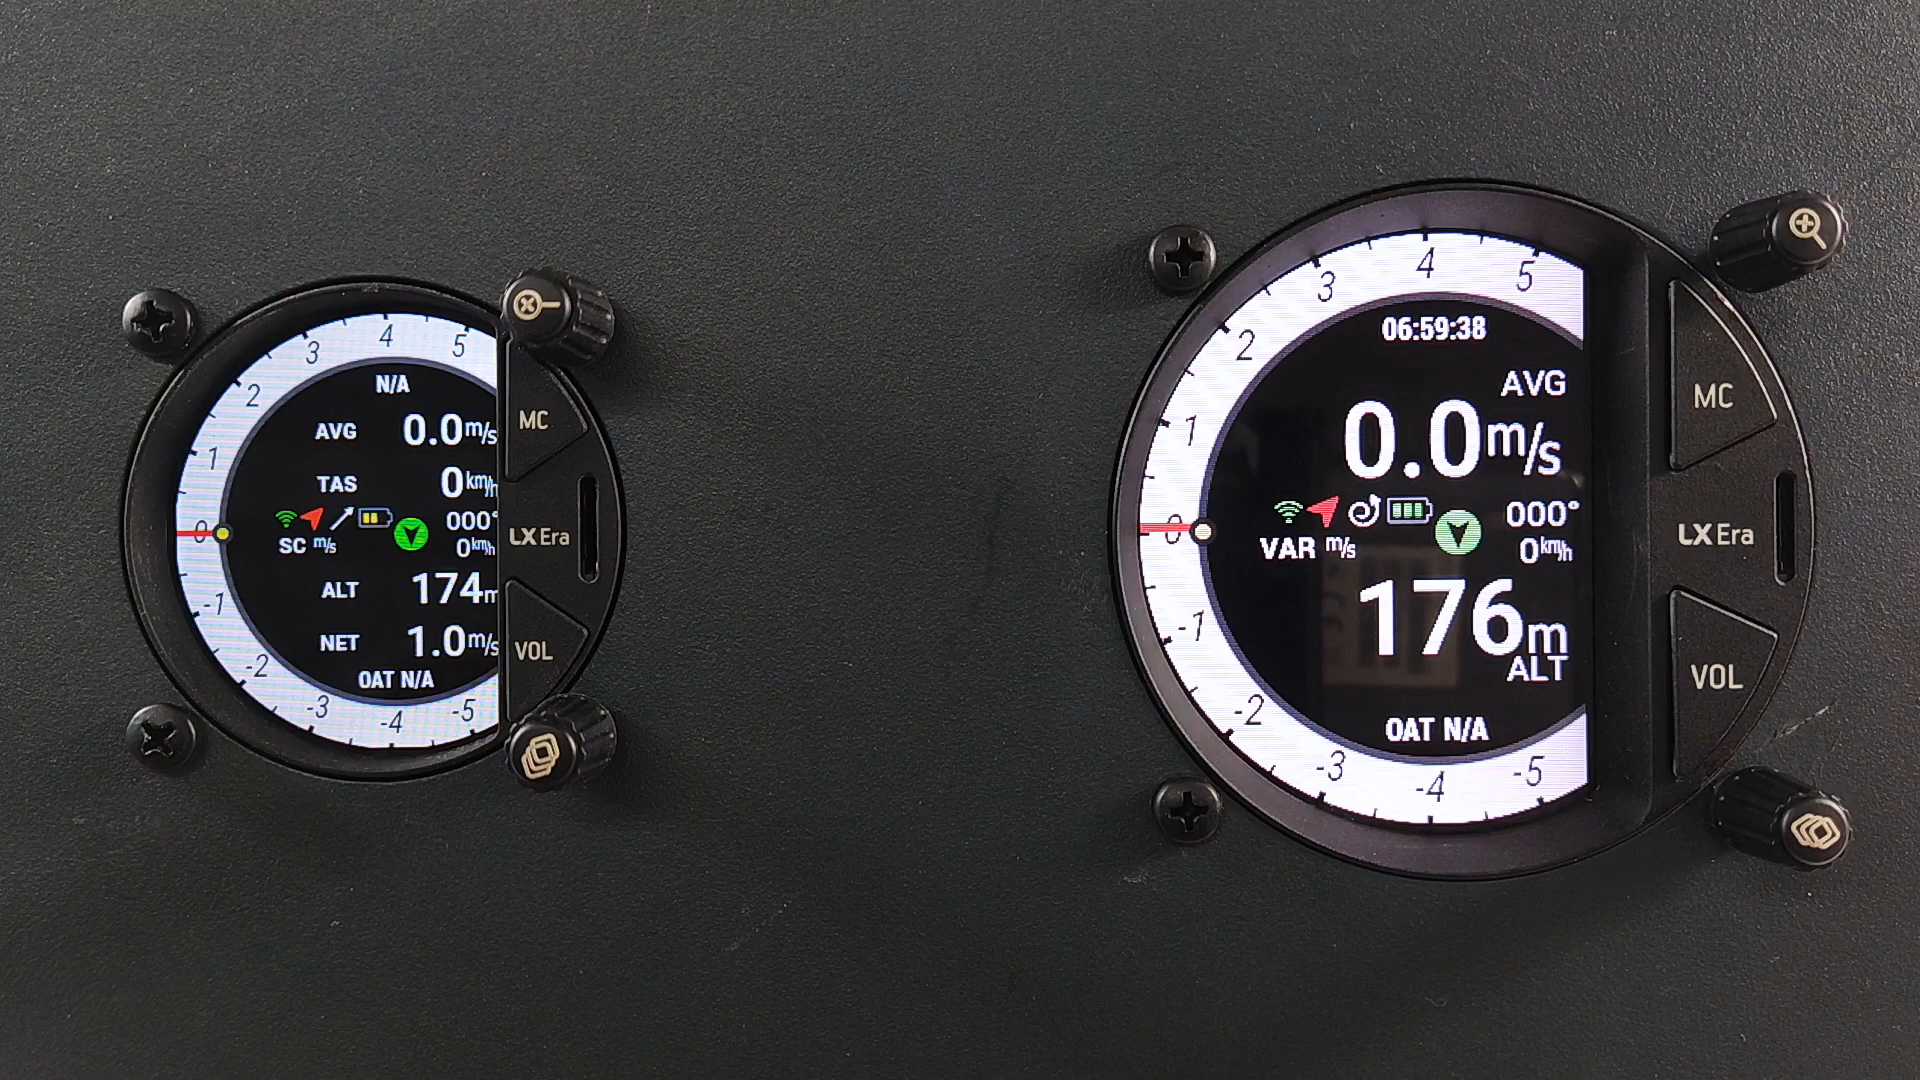 5
4
3
2
1
0
-1
-2
-3
-4
-5
N/A
AVG 0.0m/s
TAS 0km/h
000°
SC m/s
0km/h
ALT 174m
NET 1.0m/s
OAT N/A
MC
LX Era
VOL
5
4
3
2
1
0
-1
-2
-3
-4
-5
06:59:38
AVG
0.0m/s
000°
VAR m/s
0km/h
176m
ALT
OAT N/A
MC
LX Era
VOL